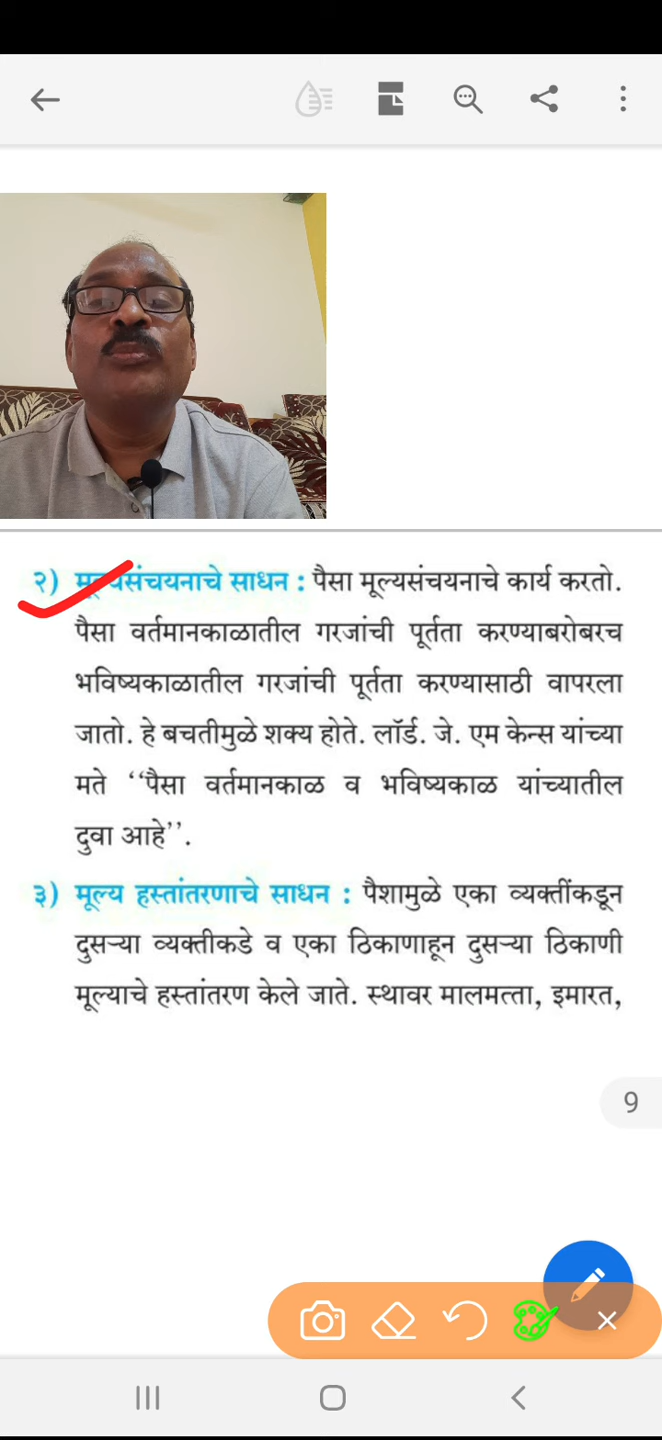 २) मूल्यसंचयनाचे साधन : पैसा मूल्यसंचयनाचे कार्य करतो.
पैसा वर्तमानकाळातील गरजांची पूर्तता करण्याबरोबरच
भविष्यकाळातील गरजांची पूर्तता करण्यासाठी वापरला
जातो. हे बचतीमुळे शक्य होते. लॉर्ड. जे. एम केन्स यांच्या
मते ‘‘पैसा वर्तमानकाळ व भविष्यकाळ यांच्यातील
दुवा आहे’’.
३) मूल्य हस्तांतरणाचे साधन : पैशामुळे एका व्यक्तींकडून
दुसऱ्या व्यक्तीकडे व एका ठिकाणाहून दुसऱ्या ठिकाणी
मूल्याचे हस्तांतरण केले जाते. स्थावर मालमत्ता, इमारत,
9